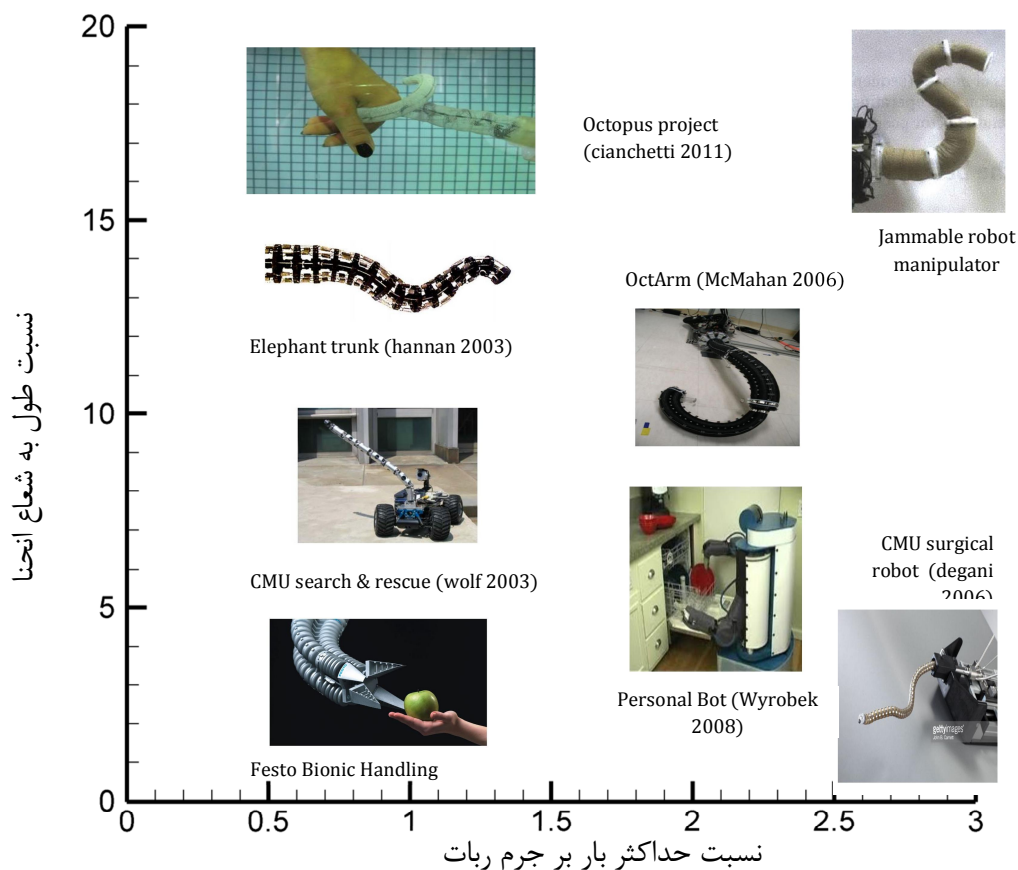 20
15
10
5
0
0
0.5
1
1.5
2
2.5
3
نسبت طول به شعاع انحنا
نسبت حداکثر بار بر جرم ربات
Octopus project
(cianchetti 2011)
Jammable robot
manipulator
Elephant trunk (hannan 2003)
OctArm (McMahan 2006)
CMU search & rescue (wolf 2003)
CMU surgical
robot (degani
2006)
Personal Bot (Wyrobek
2008)
Festo Bionic Handling
gettyimages